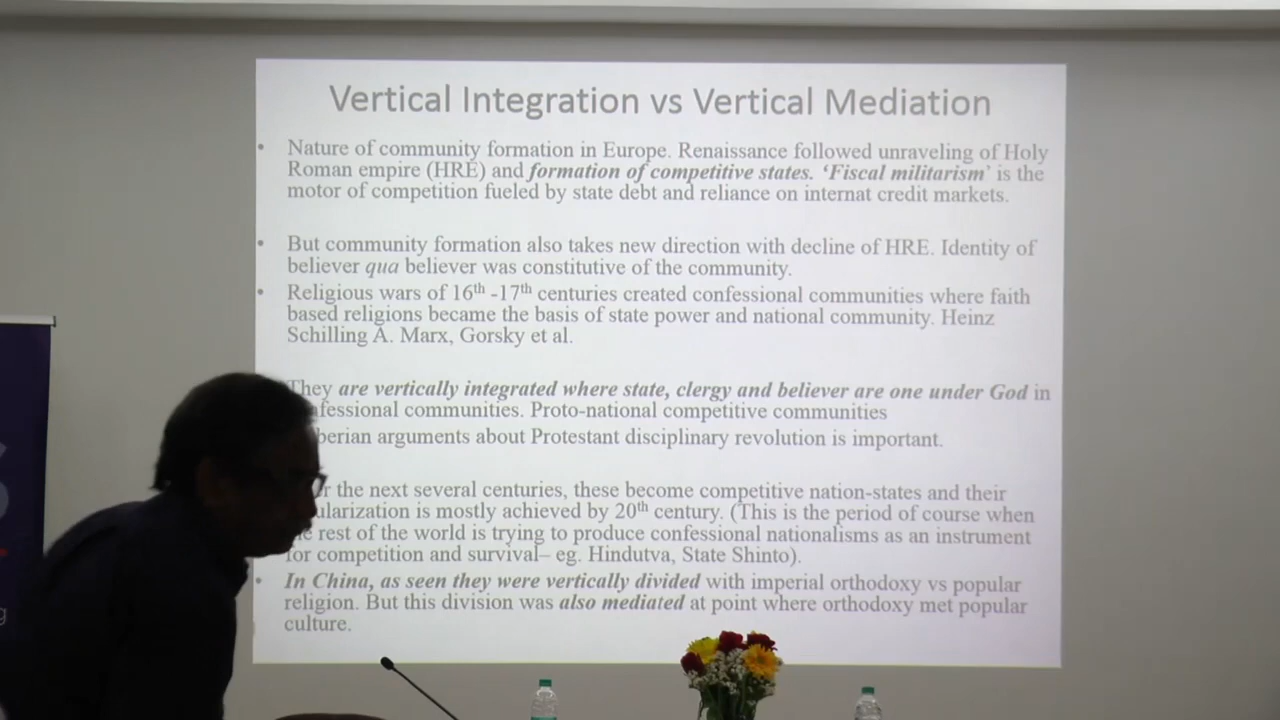 Vertical Integration vs Vertical Mediation
• Nature of community formation in Europe. Renaissance followed unraveling of Holy
Roman empire (HRE) and formation of competitive states. ‘Fiscal militarism’ is the
motor of competition fueled by state debt and reliance on internat credit markets.
• But community formation also takes new direction with decline of HRE. Identity of
believer qua believer was constitutive of the community.
• Religious wars of 16th -17th centuries created confessional communities where faith
based religions became the basis of state power and national community. Heinz
Schilling A. Marx, Gorsky et al.
They are vertically integrated where state, clergy and believer are one under God in
fessional communities. Proto-national competitive communities
berian arguments about Protestant disciplinary revolution is important.
r the next several centuries, these become competitive nation-states and their
ularization is mostly achieved by 20th century. (This is the period of course when
rest of the world is trying to produce confessional nationalisms as an instrument
for competition and survival– eg. Hindutva, State Shinto).
• In China, as seen they were vertically divided with imperial orthodoxy vs popular
religion. But this division was also mediated at point where orthodoxy met popular
culture.